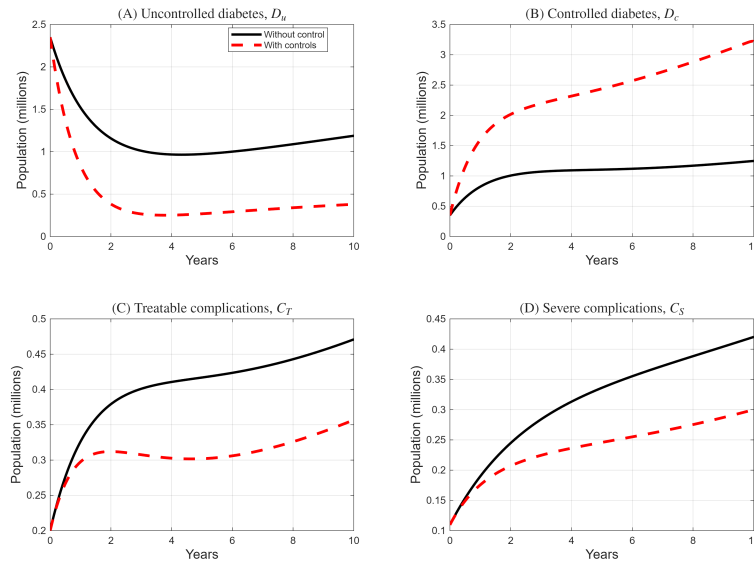 (A) Uncontrolled diabetes, D_u
Without control
With controls
Population (millions)
2.5
2
1.5
1
0.5
0
0 2 4 6 8 10
Years
(B) Controlled diabetes, D_c
Population (millions)
3.5
3
2.5
2
1.5
1
0.5
0
0 2 4 6 8 1
Years
(C) Treatable complications, C_T
Population (millions)
0.5
0.45
0.4
0.35
0.3
0.25
0.2
0 2 4 6 8 10
Years
(D) Severe complications, C_S
Population (millions)
0.45
0.4
0.35
0.3
0.25
0.2
0.15
0.1
0 2 4 6 8 1
Years